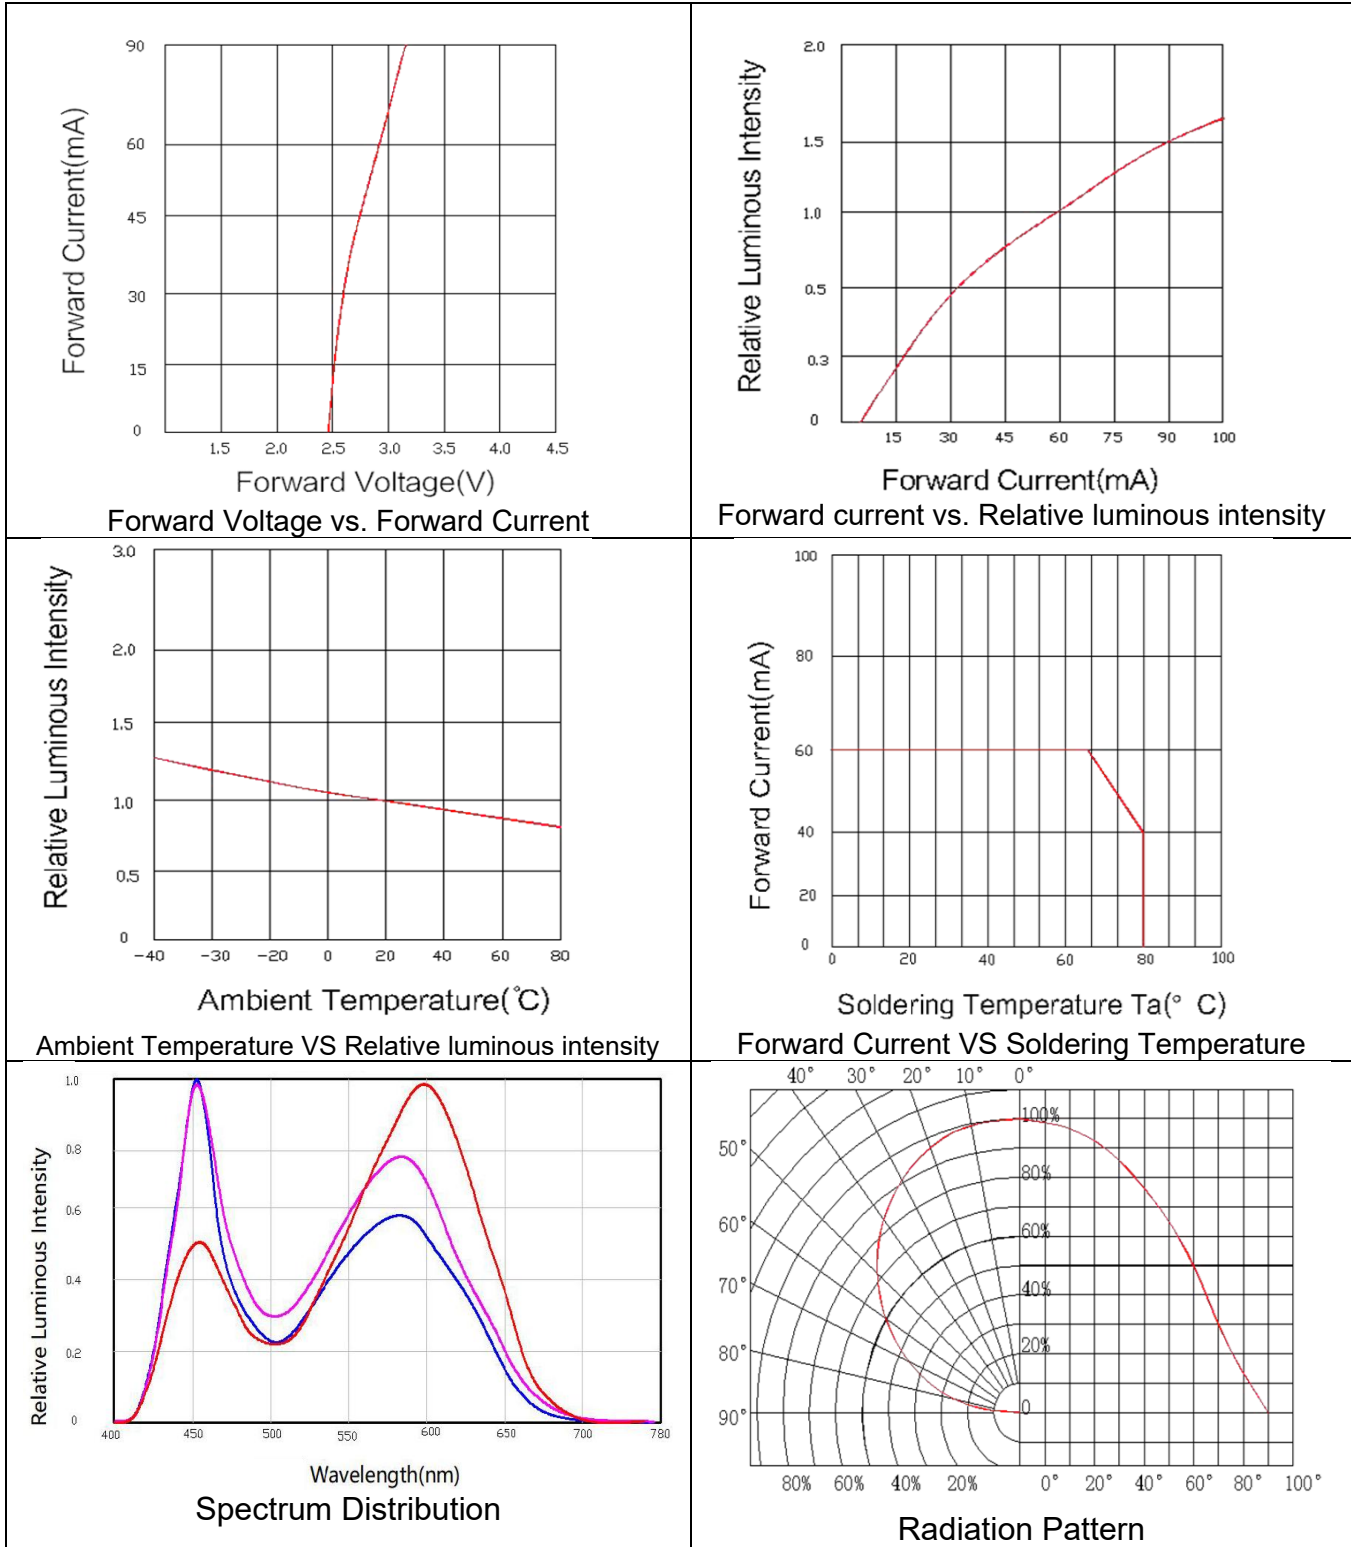 90
60
45
30
15
0
Forward Current(mA)
1.5 2.0 2.5 3.0 3.5 4.0 4.5
Forward Voltage(V)
Forward Voltage vs. Forward Current
2.0
1.5
1.0
0.5
0.3
0
Relative Luminous Intensity
15 30 45 60 75 90 100
Forward Current(mA)
Forward current vs. Relative luminous intensity
3.0
2.0
1.5
1.0
0.5
0
Relative Luminous Intensity
-40 -30 -20 0 20 40 60 80
Ambient Temperature(℃)
Ambient Temperature VS Relative luminous intensity
100
80
60
40
20
0
Forward Current(mA)
0 20 40 60 80 100
Soldering Temperature Ta(° C)
Forward Current VS Soldering Temperature
1.0
0.8
0.6
0.4
0.2
0
Relative Luminous Intensity
400 450 500 550 600 650 700 780
Wavelength(nm)
Spectrum Distribution
40° 30° 20° 10° 0°
50°
60°
70°
80°
90°
100%
80%
60%
40%
20%
0
80% 60% 40% 20% 0° 20° 40° 60° 80° 100°
Radiation Pattern